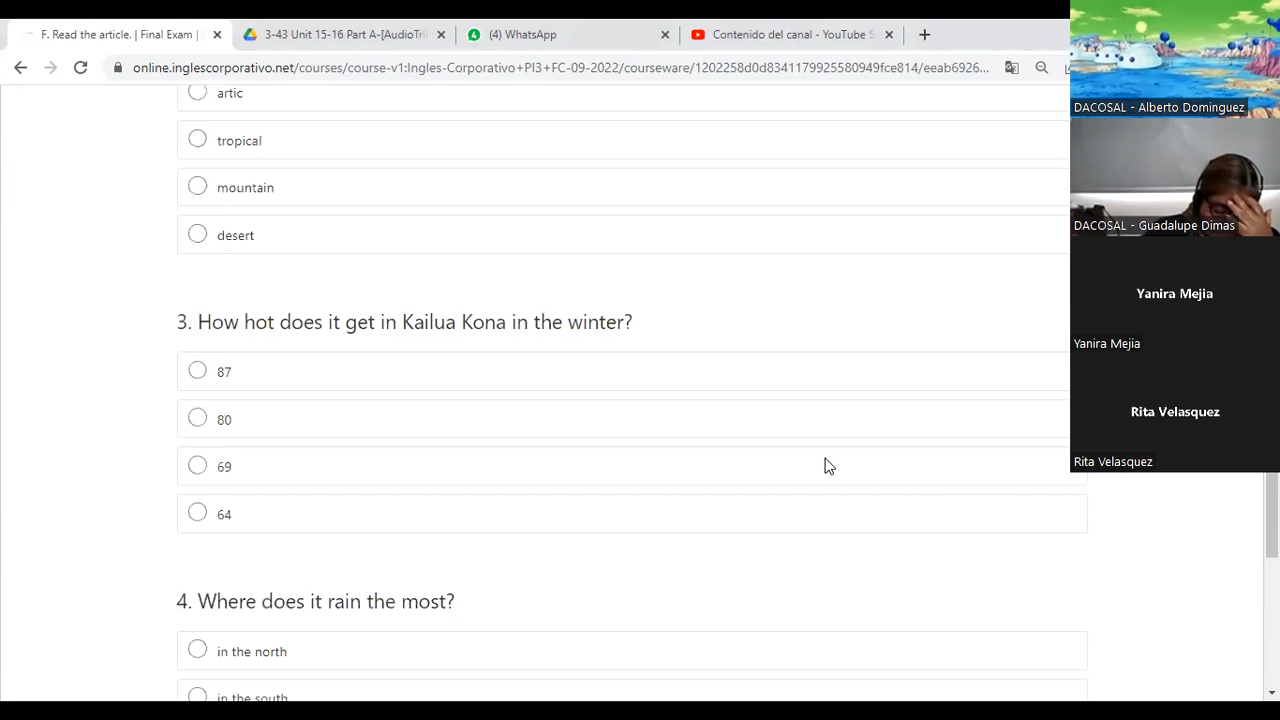 F. Read the article. | Final Exam |
3-43 Unit 15-16 Part A-[AudioTri
(4) WhatsApp
Contenido del canal - YouTube S
online.inglescorporativo.net/courses/course-v1:Ingles-Corporativo+PI3+FC-09-2022/courseware/1202258d0d8341179925580949fce814/eeab6926...
artic
tropical
mountain
desert
3. How hot does it get in Kailua Kona in the winter?
87
80
69
64
4. Where does it rain the most?
in the north
in the south
DACOSAL - Alberto Dominguez
DACOSAL - Guadalupe Dimas
Yanira Mejia
Yanira Mejia
Rita Velasquez
Rita Velasquez